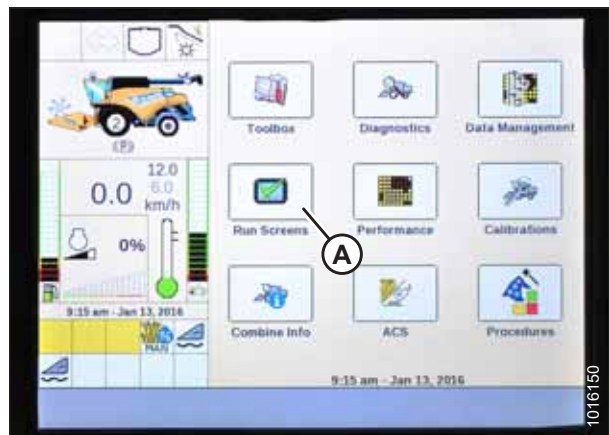 2
(P)
12.0
0.0
6.0
km/h
0%
9:15 am - Jan 13, 2016
MAN
Toolbox
Diagnostics
Data Management
Run Screens
Performance
Calibrations
A
Combine Info
ACS
Procedures
9:15 am - Jan 13, 2016
1016150